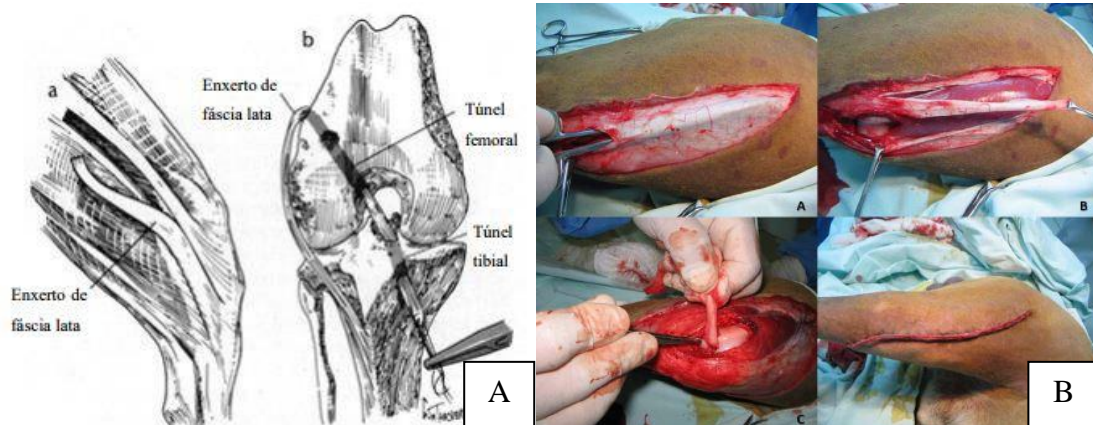 a
b
Enxerto de
fáscia lata
Túnel
femoral
Túnel
tibial
Enxerto de
fáscia lata
A
A
B
C
B